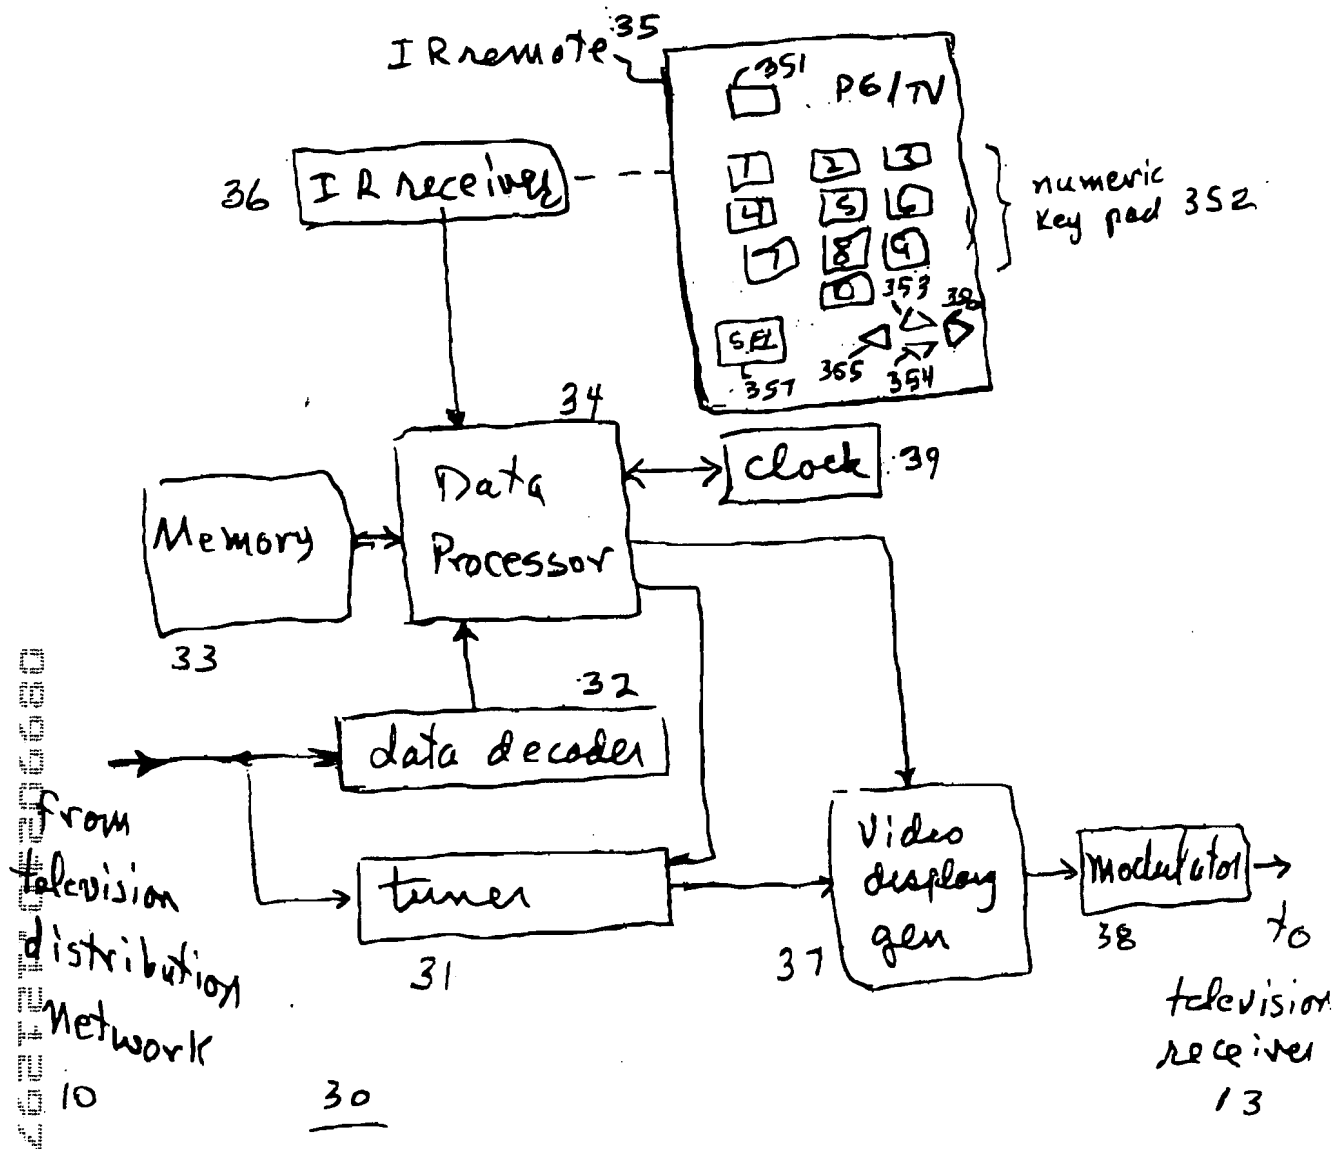 IR remote 35
351
PG/TV
36
IR receiver
1 2 3
4 5 6
7 8 9
0
numeric
key pad 352
353
SEL
357
365
354
34
Data
Processor
clock
39
Memory
33
32
data decoder
from
television
distribution
Network
10
tuner
31
Video
display
gen
37
modulator
38
to
television
receiver
13
30